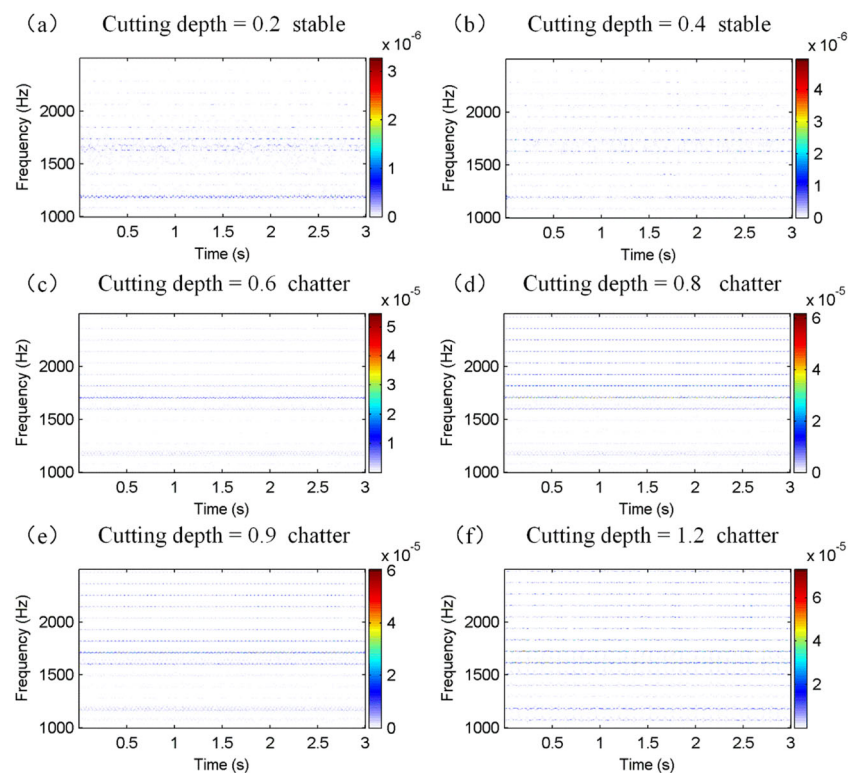 （a） Cutting depth = 0.2 stable
x 10-6
Frequency (Hz)
2000
1500
1000
0.5 1 1.5 2 2.5 3
Time (s)
3
2
1
0
（b） Cutting depth = 0.4 stable
x 10-6
Frequency (Hz)
2000
1500
1000
0.5 1 1.5 2 2.5 3
Time (s)
4
3
2
1
0
（c） Cutting depth = 0.6 chatter
x 10-5
Frequency (Hz)
2000
1500
1000
0.5 1 1.5 2 2.5 3
Time (s)
5
4
3
2
1
（d） Cutting depth = 0.8 chatter
x 10-5
Frequency (Hz)
2000
1500
1000
0.5 1 1.5 2 2.5 3
Time (s)
6
4
2
0
（e） Cutting depth = 0.9 chatter
x 10-5
Frequency (Hz)
2000
1500
1000
0.5 1 1.5 2 2.5 3
Time (s)
6
5
4
3
2
1
0
（f） Cutting depth = 1.2 chatter
x 10-5
Frequency (Hz)
2000
1500
1000
0.5 1 1.5 2 2.5 3
Time (s)
6
4
2